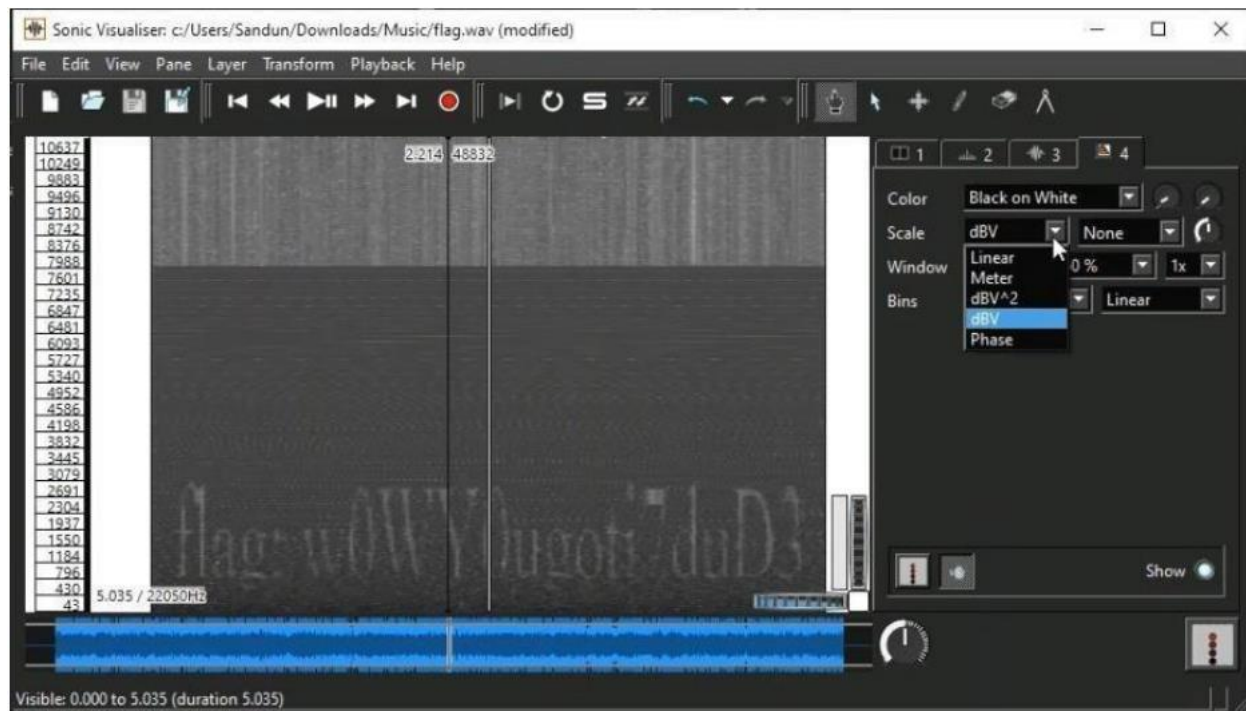 Sonic Visualiser: c:/Users/Sandun/Downloads/Music/flag.wav (modified)
File Edit View Pane Layer Transform Playback Help
10637
10249
9883
9496
9130
8742
8376
7988
7601
7235
6847
6481
6093
5727
5340
4952
4586
4198
3832
3445
3079
2691
2304
1937
1550
1184
796
430
43
2.214 48832
5.035 / 22050Hz
1 2 3 4
Color Black on White
Scale dBV None
Window 0 % 1x
Bins Linear
Linear
Meter
dBV^2
dBV
Phase
flag:
Show
Visible: 0.000 to 5.035 (duration 5.035)